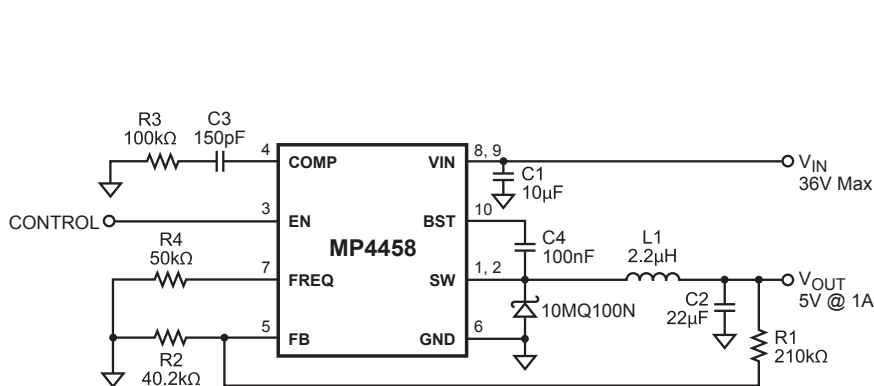 R3
100kΩ
C3
150pF
4
COMP
VIN
8, 9
C1
10µF
VIN
36V Max
CONTROL
3
EN
BST
10
MP4458
C4
100nF
R4
50kΩ
7
FREQ
SW
1, 2
L1
2.2µH
VOUT
5V @ 1A
10MQ100N
C2
22µF
5
FB
GND
6
R2
40.2kΩ
R1
210kΩ